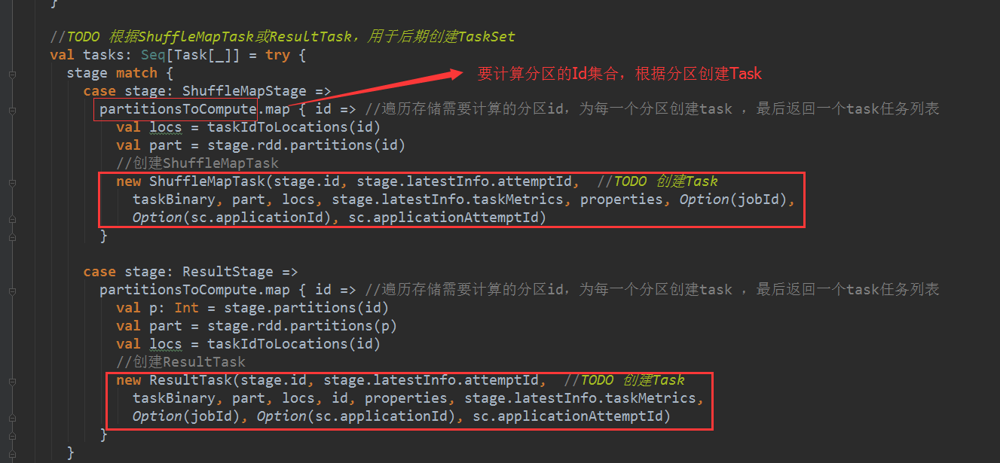 }
//TODO 根据ShuffleMapTask或ResultTask，用于后期创建TaskSet
val tasks: Seq[Task[_]] = try {
stage match {
要计算分区的Id集合，根据分区创建Task
case stage: ShuffleMapStage =>
partitionsToCompute.map { id => //遍历存储需要计算的分区id，为每一个分区创建task ，最后返回一个task任务列表
val locs = taskIdToLocations(id)
val part = stage.rdd.partitions(id)
//创建ShuffleMapTask
new ShuffleMapTask(stage.id, stage.latestInfo.attemptId, //TODO 创建Task
taskBinary, part, locs, stage.latestInfo.taskMetrics, properties, Option(jobId),
Option(sc.applicationId), sc.applicationAttemptId)
}
case stage: ResultStage =>
partitionsToCompute.map { id => //遍历存储需要计算的分区id，为每一个分区创建task ，最后返回一个task任务列表
val p: Int = stage.partitions(id)
val part = stage.rdd.partitions(p)
val locs = taskIdToLocations(id)
//创建ResultTask
new ResultTask(stage.id, stage.latestInfo.attemptId, //TODO 创建Task
taskBinary, part, locs, id, properties, stage.latestInfo.taskMetrics,
Option(jobId), Option(sc.applicationId), sc.applicationAttemptId)
}
}